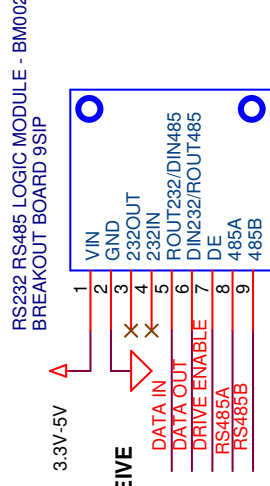 RS232 RS485 LOGIC MODULE - BM002
BREAKOUT BOARD 9SIP
3.3V-5V
EIVE
1 VIN
2 GND
3 232OUT
4 232IN
5 ROUT232/DIN485
6 DIN232/ROUT485
7 DE
8 485A
9 485B
DATA IN
DATA OUT
DRIVE ENABLE
RS485A
RS485B